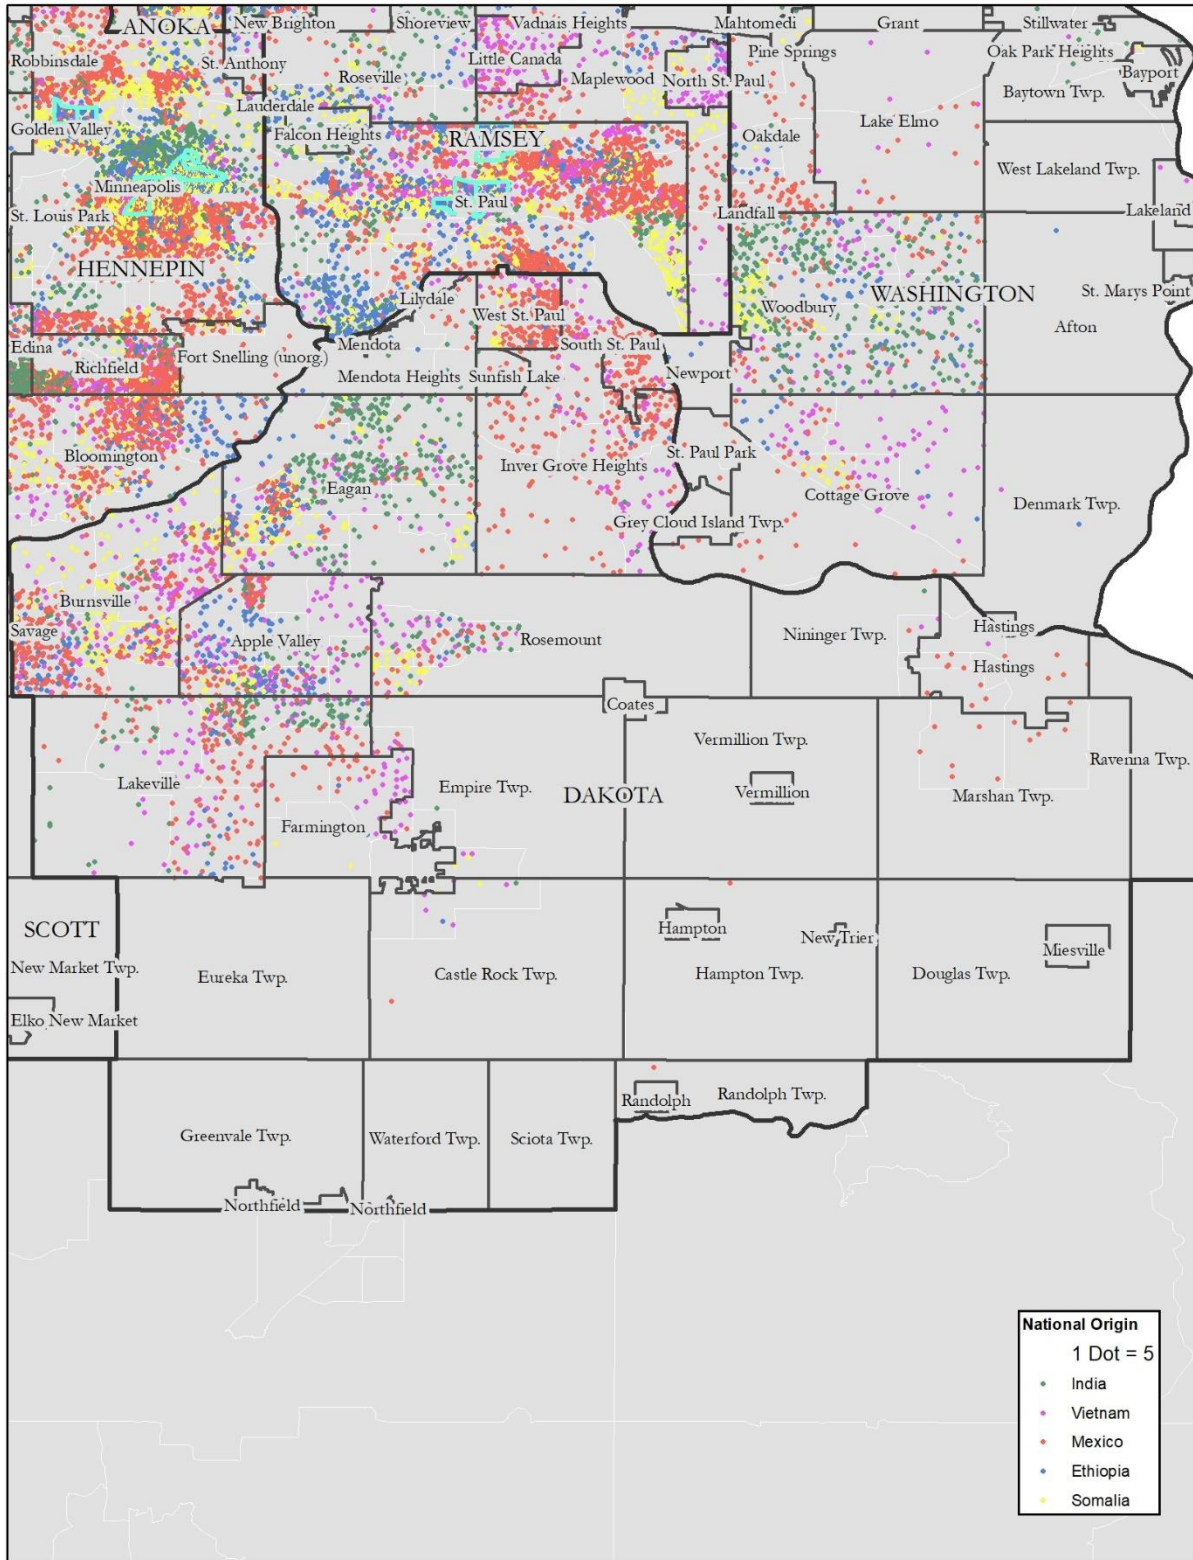 ANOKA
New Brighton
Shoreview
Vadnais Heights
Mahtomedi
Grant
Stillwater
Robbinsdale
St. Anthony
Roseville
Little Canada
Maplewood
North St. Paul
Pine Springs
Oak Park Heights
Bayport
Baytown Twp.
Lauderdale
Golden Valley
Falcon Heights
RAMSEY
Oakdale
Lake Elmo
West Lakeland Twp.
Minneapolis
St. Louis Park
St. Paul
Landfall
Lakeland
HENNEPIN
Lilydale
West St. Paul
Woodbury
WASHINGTON
St. Marys Point
Afton
Edina
Richfield
Fort Snelling (unorg.)
Mendota
South St. Paul
Mendota Heights
Sunfish Lake
Newport
Bloomington
Eagan
Inver Grove Heights
St. Paul Park
Cottage Grove
Denmark Twp.
Grey Cloud Island Twp.
Burnsville
Savage
Apple Valley
Rosemount
Nininger Twp.
Hastings
Hastings
Coates
Vermillion Twp.
Ravenna Twp.
Lakeville
Empire Twp.
DAKOTA
Vermillion
Marshan Twp.
Farmington
SCOTT
New Market Twp.
Eureka Twp.
Castle Rock Twp.
Hampton
New Trier
Hampton Twp.
Douglas Twp.
Miesville
Elko New Market
Randolph
Randolph Twp.
Greenvale Twp.
Waterford Twp.
Sciota Twp.
Northfield
Northfield
National Origin
1 Dot = 5
India
Vietnam
Mexico
Ethiopia
Somalia